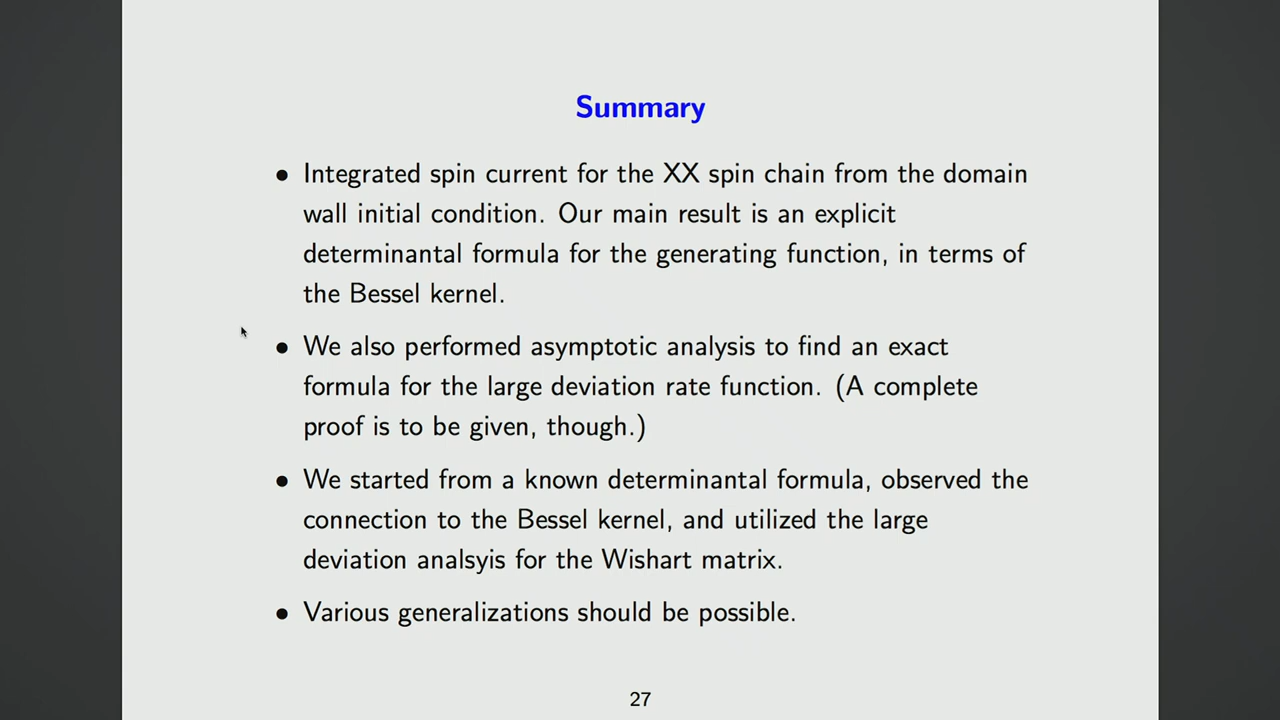 Summary
• Integrated spin current for the XX spin chain from the domain
wall initial condition. Our main result is an explicit
determinantal formula for the generating function, in terms of
the Bessel kernel.
• We also performed asymptotic analysis to find an exact
formula for the large deviation rate function. (A complete
proof is to be given, though.)
• We started from a known determinantal formula, observed the
connection to the Bessel kernel, and utilized the large
deviation analsyis for the Wishart matrix.
• Various generalizations should be possible.
27